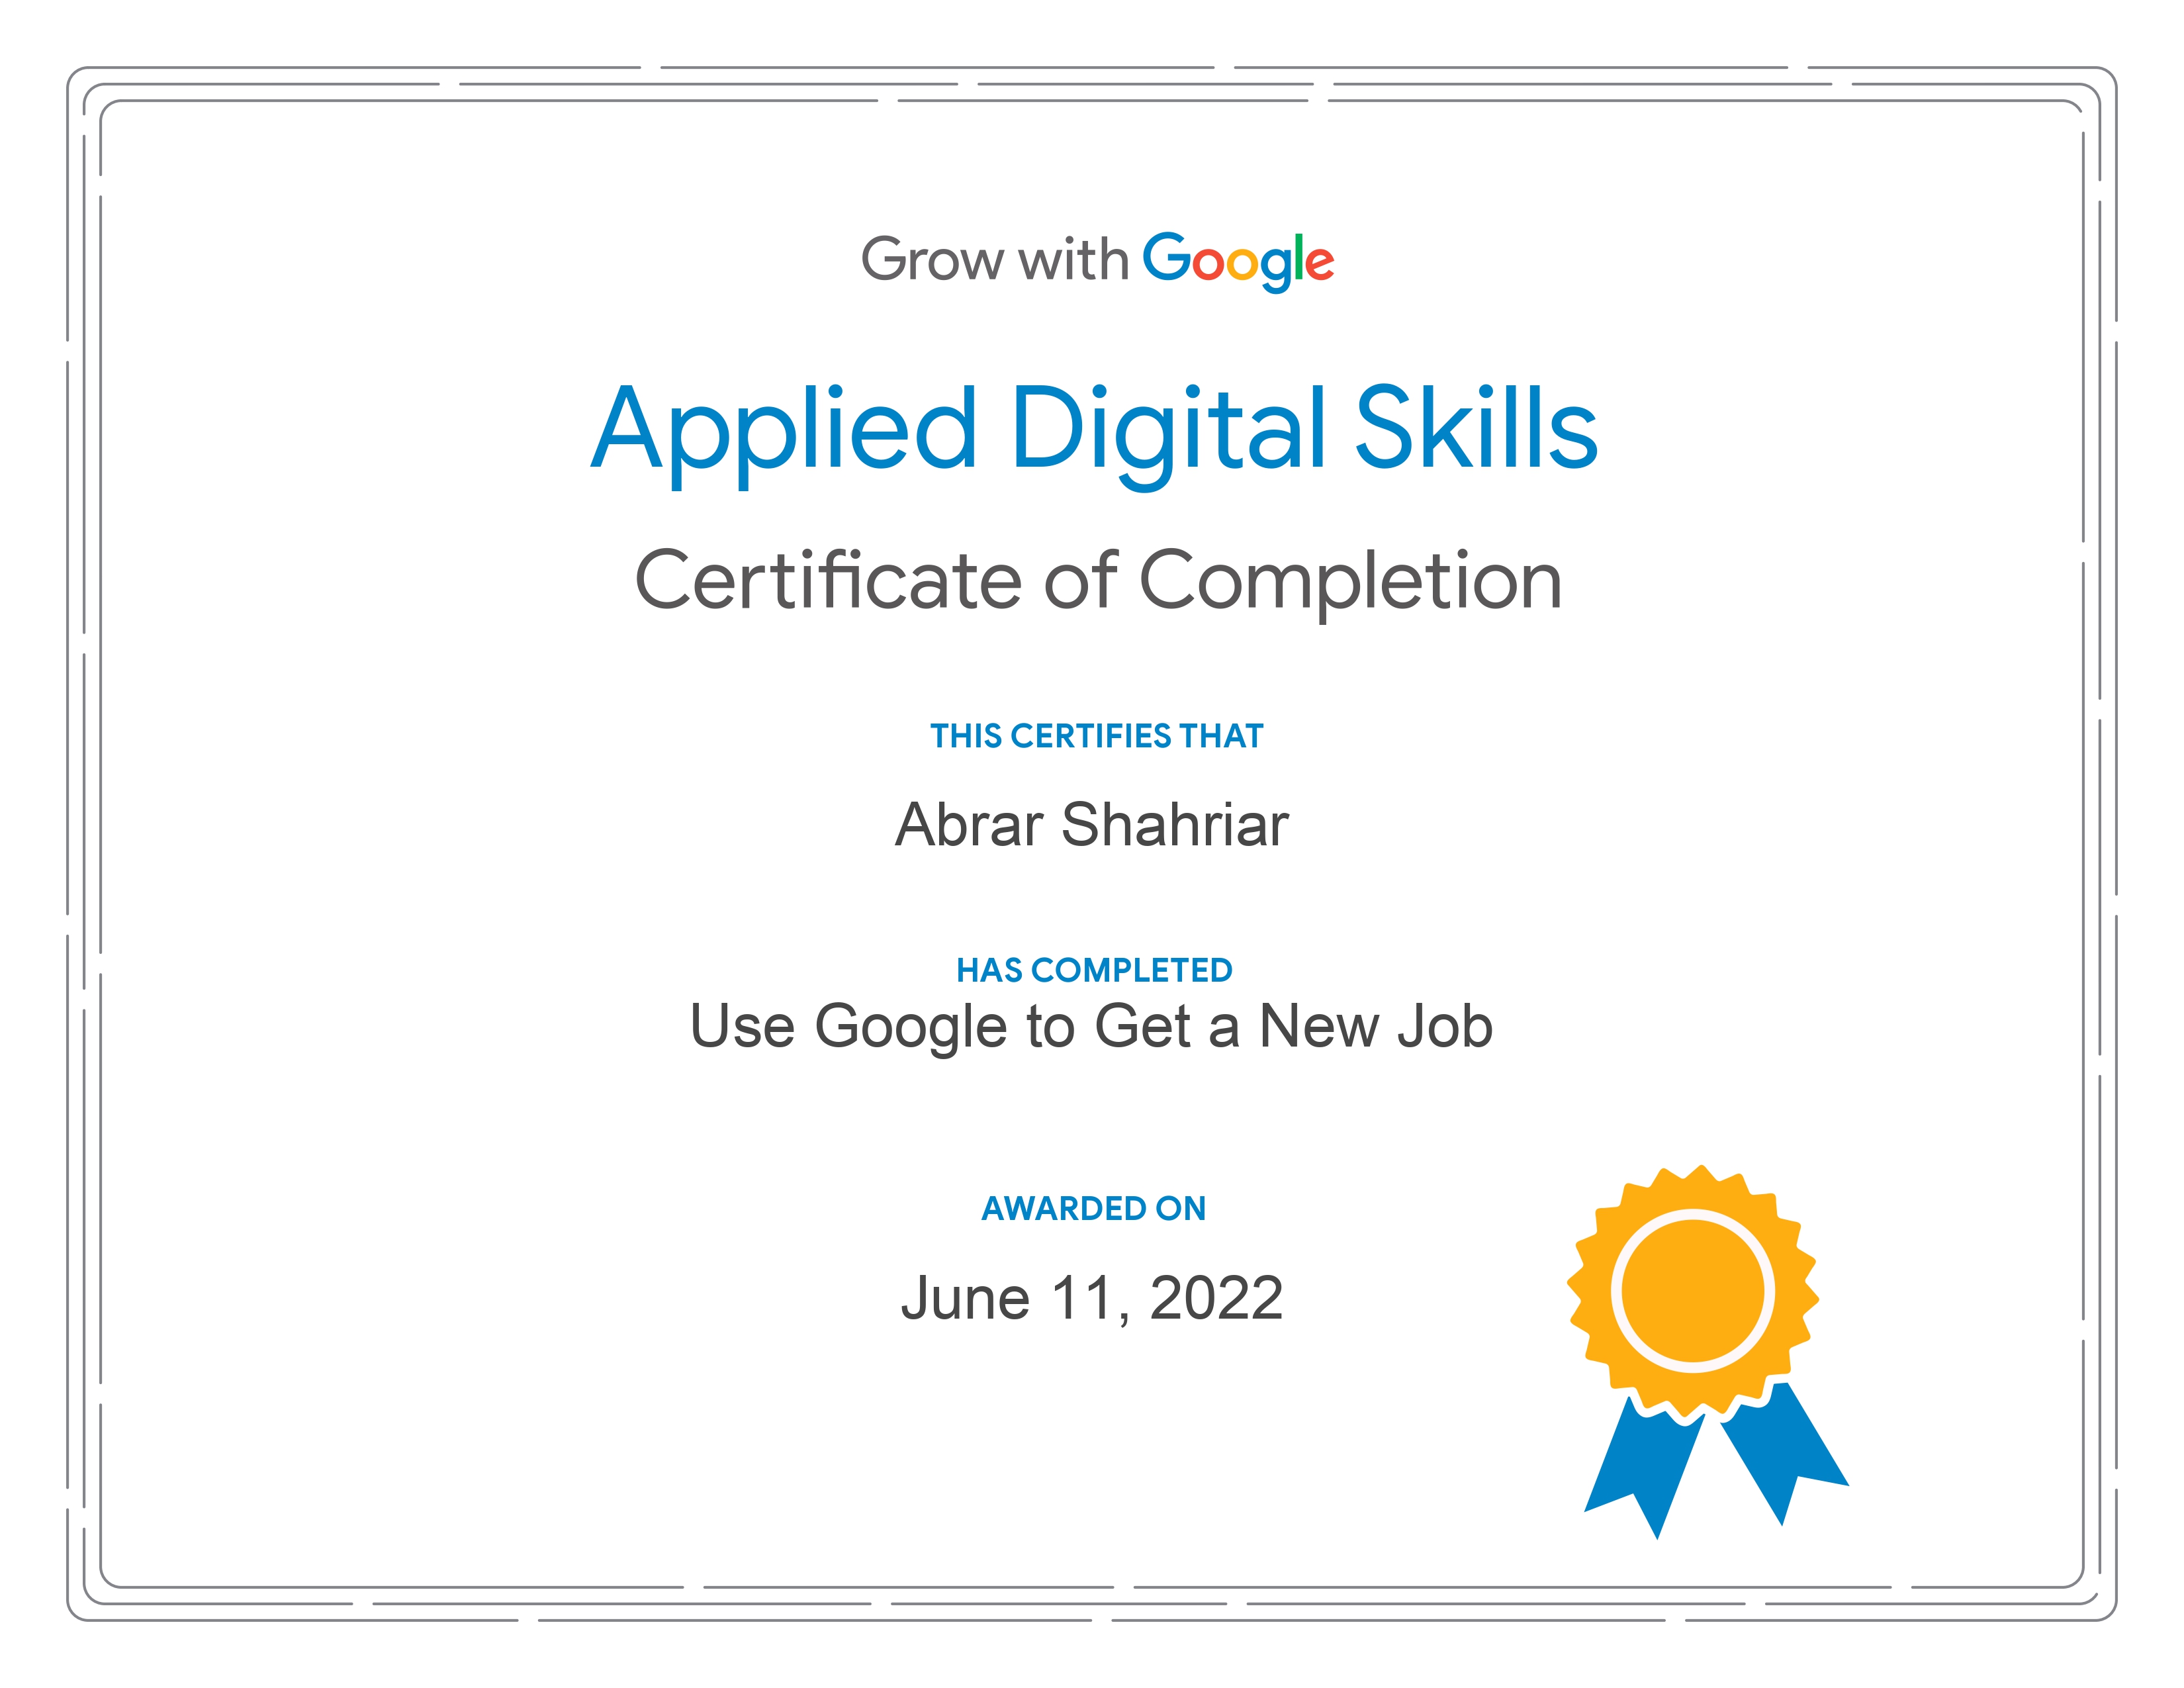 Grow with Google
Applied Digital Skills
Certificate of Completion
THIS CERTIFIES THAT
Abrar Shahriar
HAS COMPLETED
Use Google to Get a New Job
AWARDED ON
June 11, 2022